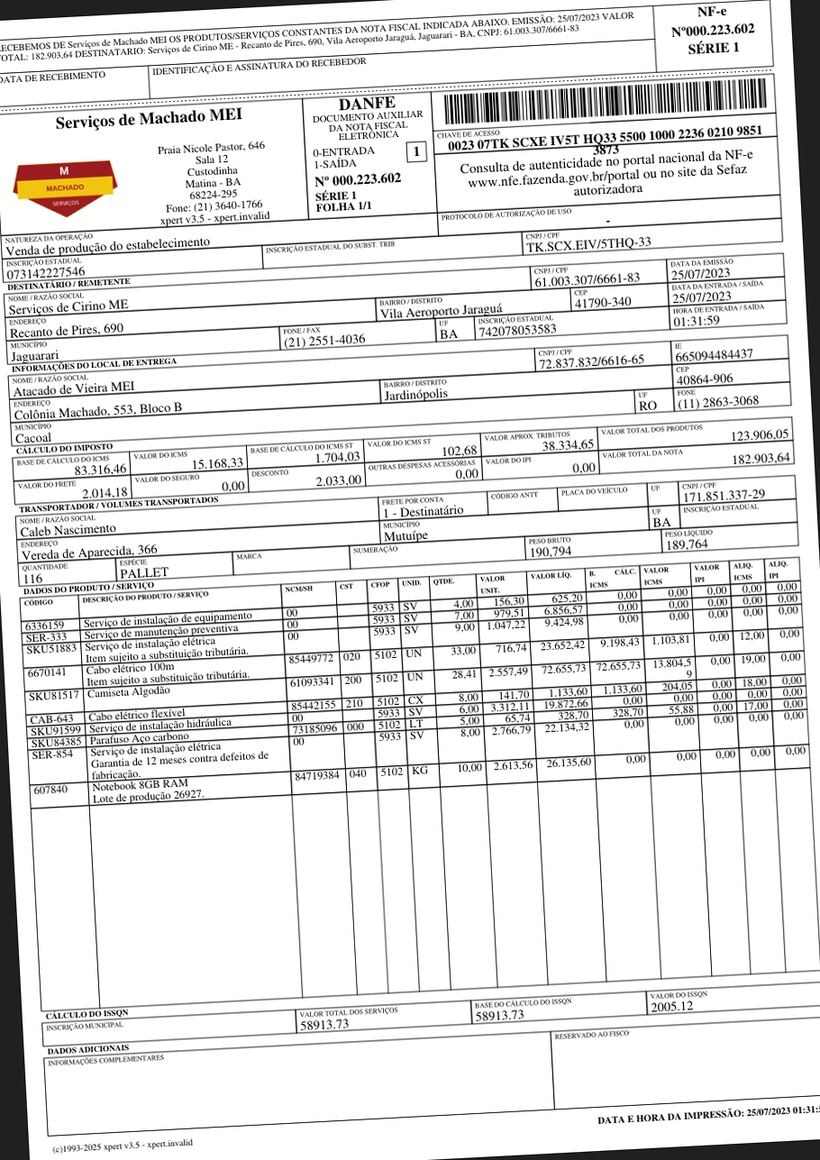 RECEBEMOS DE Serviços de Machado MEI OS PRODUTOS/SERVIÇOS CONSTANTES DA NOTA FISCAL INDICADA ABAIXO. EMISSÃO: 25/07/2023 VALOR
TOTAL: 182.903,64 DESTINATARIO: Serviços de Cirino ME - Recanto de Pires, 690, Vila Aeroporto Jaraguá, Jaguarari - BA, CNPJ: 61.003.307/6661-83
DATA DE RECEBIMENTO
IDENTIFICAÇÃO E ASSINATURA DO RECEBEDOR
NF-e
Nº000.223.602
SÉRIE 1
Serviços de Machado MEI
M
MACHADO
SERVIÇOS
Praia Nicole Pastor, 646
Sala 12
Custodinha
Matina - BA
68224-295
Fone: (21) 3640-1766
xpert v3.5 - xpert.invalid
DANFE
DOCUMENTO AUXILIAR
DA NOTA FISCAL
ELETRÔNICA
0-ENTRADA
1-SAÍDA
1
Nº 000.223.602
SÉRIE 1
FOLHA 1/1
CHAVE DE ACESSO
0023 07TK SCXE IV5T HQ33 5500 1000 2236 0210 9851
3873
Consulta de autenticidade no portal nacional da NF-e
www.nfe.fazenda.gov.br/portal ou no site da Sefaz
autorizadora
PROTOCOLO DE AUTORIZAÇÃO DE USO
-
NATUREZA DA OPERAÇÃO
Venda de produção do estabelecimento
INSCRIÇÃO ESTADUAL
073142227546
INSCRIÇÃO ESTADUAL DO SUBST. TRIB
CNPJ / CPF
TK.SCX.EIV/5THQ-33
DESTINATÁRIO / REMETENTE
NOME / RAZÃO SOCIAL
Serviços de Cirino ME
CNPJ / CPF
61.003.307/6661-83
DATA DA EMISSÃO
25/07/2023
ENDEREÇO
Recanto de Pires, 690
BAIRRO / DISTRITO
Vila Aeroporto Jaraguá
CEP
41790-340
DATA DA ENTRADA / SAÍDA
25/07/2023
MUNICÍPIO
Jaguarari
FONE / FAX
(21) 2551-4036
UF
BA
INSCRIÇÃO ESTADUAL
742078053583
HORA DE ENTRADA / SAÍDA
01:31:59
INFORMAÇÕES DO LOCAL DE ENTREGA
NOME / RAZÃO SOCIAL
Atacado de Vieira MEI
CNPJ / CPF
72.837.832/6616-65
IE
665094484437
ENDEREÇO
Colônia Machado, 553, Bloco B
BAIRRO / DISTRITO
Jardinópolis
CEP
40864-906
MUNICÍPIO
Cacoal
UF
RO
FONE
(11) 2863-3068
CÁLCULO DO IMPOSTO
BASE DE CÁLCULO DO ICMS
83.316,46
VALOR DO ICMS
15.168,33
BASE DE CÁLCULO DO ICMS ST
1.704,03
VALOR DO ICMS ST
102,68
VALOR APROX. TRIBUTOS
38.334,65
VALOR TOTAL DOS PRODUTOS
123.906,05
VALOR DO FRETE
2.014,18
VALOR DO SEGURO
0,00
DESCONTO
2.033,00
OUTRAS DESPESAS ACESSÓRIAS
0,00
VALOR DO IPI
0,00
VALOR TOTAL DA NOTA
182.903,64
TRANSPORTADOR / VOLUMES TRANSPORTADOS
NOME / RAZÃO SOCIAL
Caleb Nascimento
FRETE POR CONTA
1 - Destinatário
CÓDIGO ANTT
PLACA DO VEÍCULO
UF
CNPJ / CPF
171.851.337-29
ENDEREÇO
Vereda de Aparecida, 366
MUNICÍPIO
Mutuípe
UF
BA
INSCRIÇÃO ESTADUAL
QUANTIDADE
116
ESPÉCIE
PALLET
MARCA
NUMERAÇÃO
PESO BRUTO
190,794
PESO LÍQUIDO
189,764
DADOS DO PRODUTO / SERVIÇO
CÓDIGO DESCRIÇÃO DO PRODUTO / SERVIÇO NCM/SH CST CFOP UNID. QTDE. VALOR UNIT. VALOR LÍQ. B. CÁLC. ICMS VALOR ICMS VALOR IPI ALIQ. ICMS ALIQ. IPI
6336159 Serviço de instalação de equipamento 00 5933 SV 4,00 156,30 625,20 0,00 0,00 0,00 0,00 0,00
SER-333 Serviço de manutenção preventiva 00 5933 SV 7,00 979,51 6.856,57 0,00 0,00 0,00 0,00 0,00
SKU51883 Serviço de instalação elétrica 00 5933 SV 9,00 1.047,22 9.424,98 0,00 0,00 0,00 0,00 0,00
Item sujeito a substituição tributária.
6670141 Cabo elétrico 100m 85449772 020 5102 UN 33,00 716,74 23.652,42 9.198,43 1.103,81 0,00 12,00 0,00
Item sujeito a substituição tributária.
SKU81517 Camiseta Algodão 61093341 200 5102 UN 28,41 2.557,49 72.655,73 72.655,73 13.804,5 0,00 19,00 0,00
9
CAB-643 Cabo elétrico flexível 85442155 210 5102 CX 8,00 141,70 1.133,60 1.133,60 204,05 0,00 18,00 0,00
SKU91599 Serviço de instalação hidráulica 00 5933 SV 6,00 3.312,11 19.872,66 0,00 0,00 0,00 0,00 0,00
SKU84385 Parafuso Aço carbono 73185096 000 5102 LT 5,00 65,74 328,70 328,70 55,88 0,00 17,00 0,00
SER-854 Serviço de instalação elétrica 00 5933 SV 8,00 2.766,79 22.134,32 0,00 0,00 0,00 0,00 0,00
Garantia de 12 meses contra defeitos de
fabricação.
607840 Notebook 8GB RAM 84719384 040 5102 KG 10,00 2.613,56 26.135,60 0,00 0,00 0,00 0,00 0,00
Lote de produção 26927.
CÁLCULO DO ISSQN
INSCRIÇÃO MUNICIPAL
VALOR TOTAL DOS SERVIÇOS
58913.73
BASE DO CÁLCULO DO ISSQN
58913.73
VALOR DO ISSQN
2005.12
DADOS ADICIONAIS
INFORMAÇÕES COMPLEMENTARES
RESERVADO AO FISCO
DATA E HORA DA IMPRESSÃO: 25/07/2023 01:31:
(c)1993-2025 xpert v3.5 - xpert.invalid